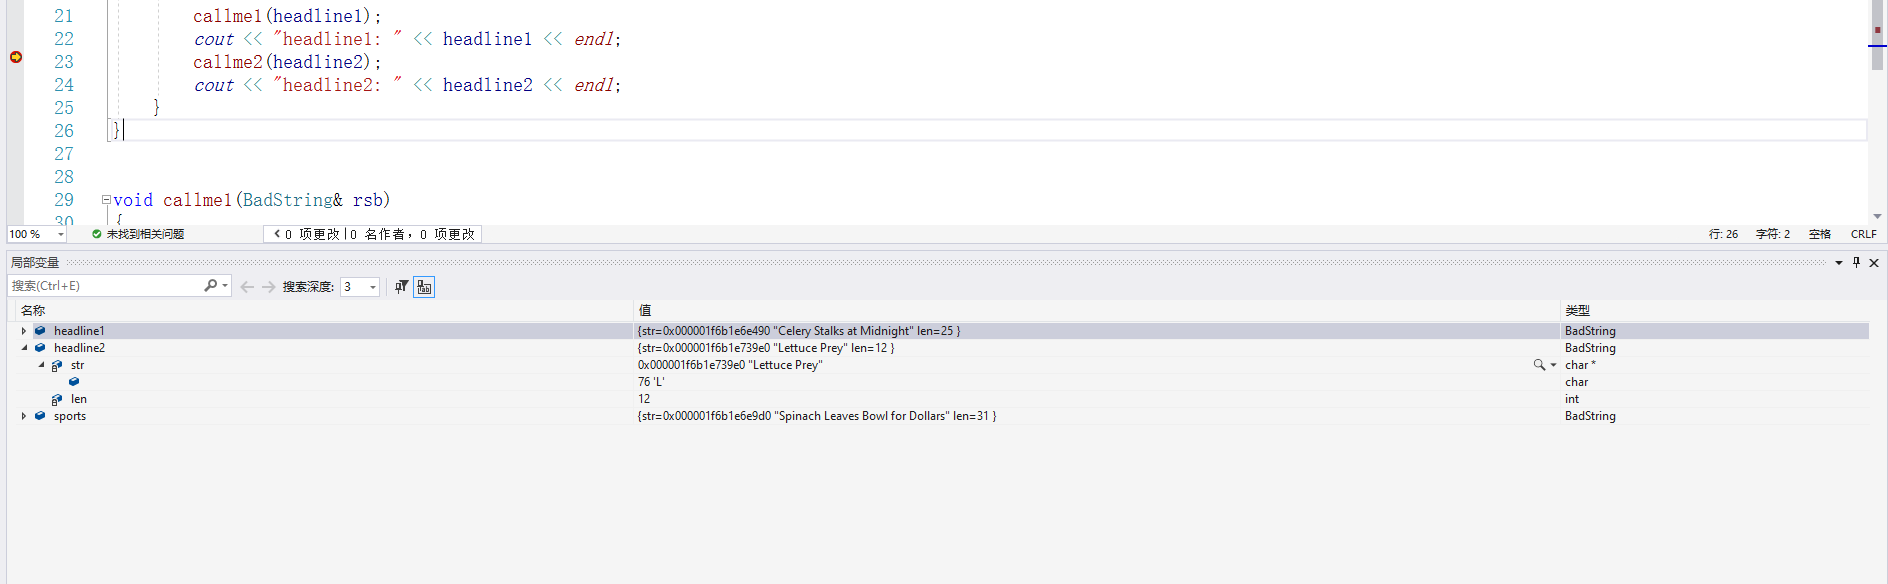 21 callme1(headline1);
22 cout << "headline1: " << headline1 << endl;
23 callme2(headline2);
24 cout << "headline2: " << headline2 << endl;
25 }
26 }
27
28
29 void callme1(BadString& rsb)
30 {
100 % 未找到相关问题 0 项更改 | 0 名作者，0 项更改 行: 26 字符: 2 空格 CRLF
局部变量
搜索(Ctrl+E) 搜索深度: 3
名称 值 类型
headline1 {str=0x000001f6b1e6e490 "Celery Stalks at Midnight" len=25 } BadString
headline2 {str=0x000001f6b1e739e0 "Lettuce Prey" len=12 } BadString
str 0x000001f6b1e739e0 "Lettuce Prey" char *
76 'L' char
len 12 int
sports {str=0x000001f6b1e6e9d0 "Spinach Leaves Bowl for Dollars" len=31 } BadString